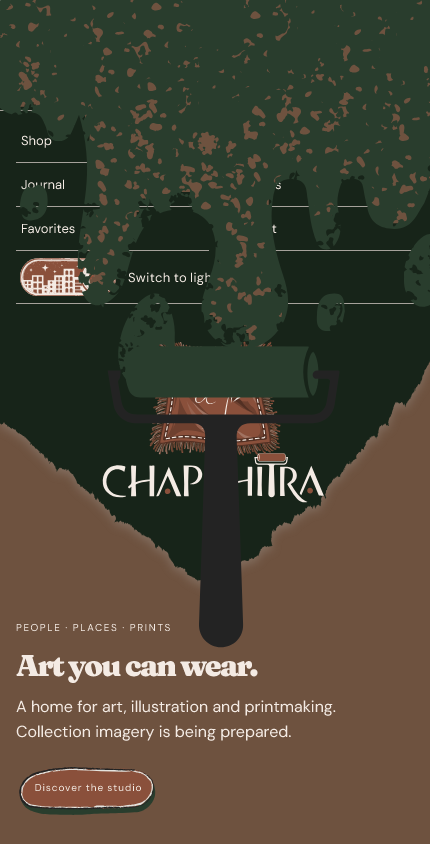 Shop
Journal
Favorites
Switch to ligh
PEOPLE · PLACES · PRINTS
Art you can wear.
A home for art, illustration and printmaking.
Collection imagery is being prepared.
Discover the studio